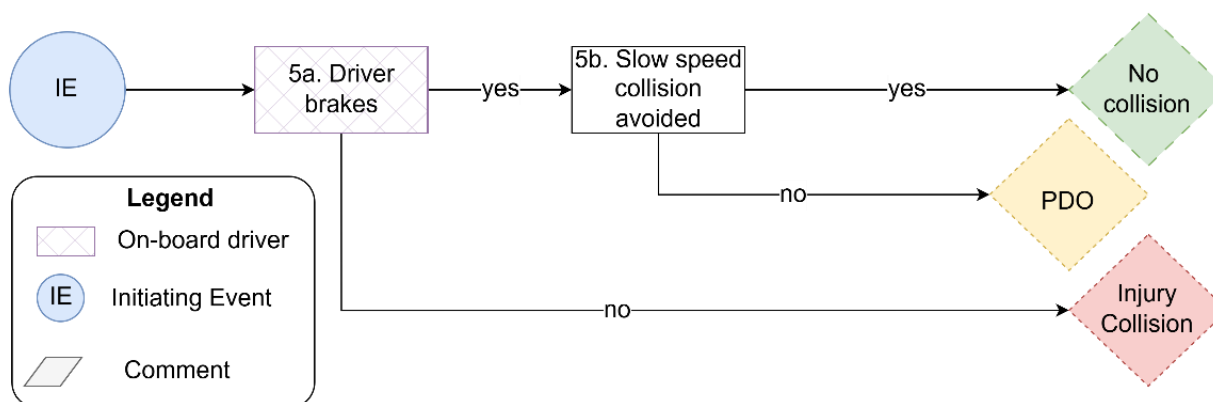 IE
5a. Driver
brakes
yes
5b. Slow speed
collision
avoided
yes
No
collision
no
PDO
no
Injury
Collision
Legend
On-board driver
IE
Initiating Event
Comment